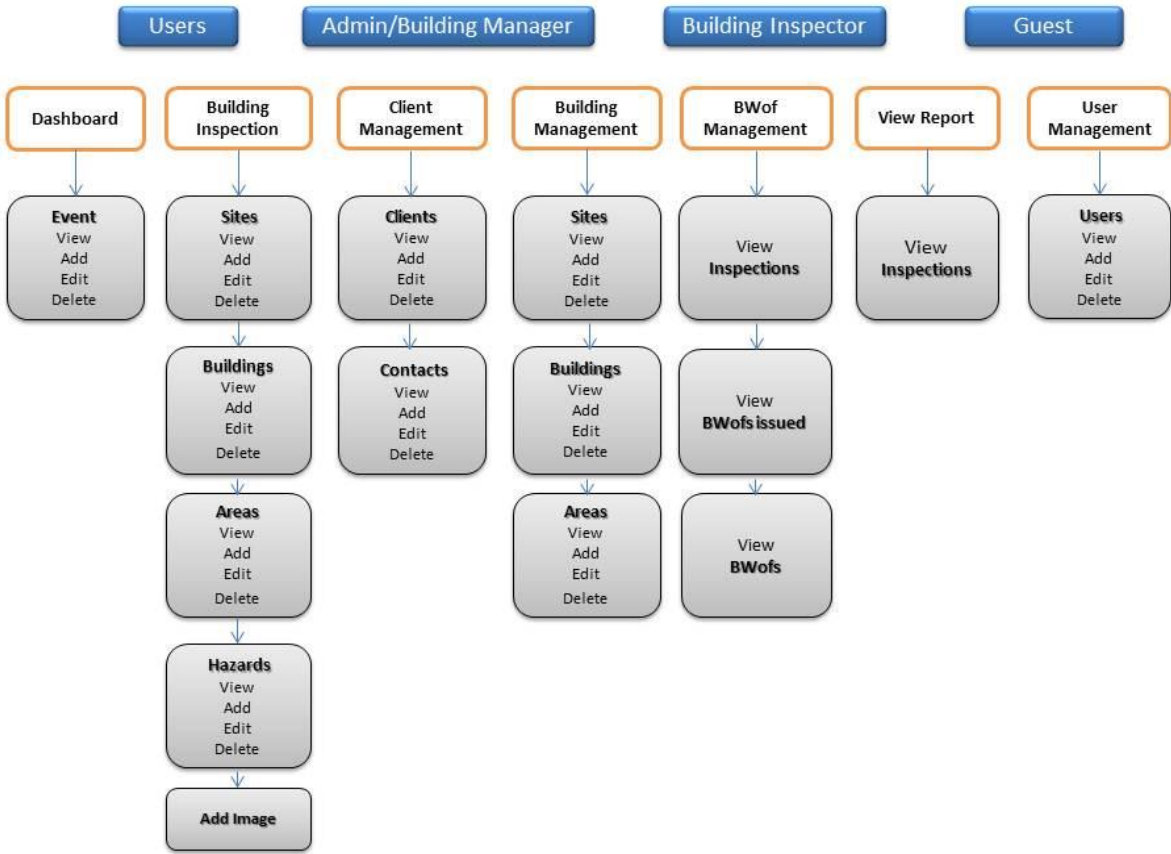 Users
Admin/Building Manager
Building Inspector
Guest
Dashboard
Building
Inspection
Client
Management
Building
Management
BWof
Management
View Report
User
Management
Event
View
Add
Edit
Delete
Sites
View
Add
Edit
Delete
Clients
View
Add
Edit
Delete
Sites
View
Add
Edit
Delete
View
Inspections
View
Inspections
Users
View
Add
Edit
Delete
Buildings
View
Add
Edit
Delete
Contacts
View
Add
Edit
Delete
Buildings
View
Add
Edit
Delete
View
BWofs issued
Areas
View
Add
Edit
Delete
Areas
View
Add
Edit
Delete
View
BWofs
Hazards
View
Add
Edit
Delete
Add Image